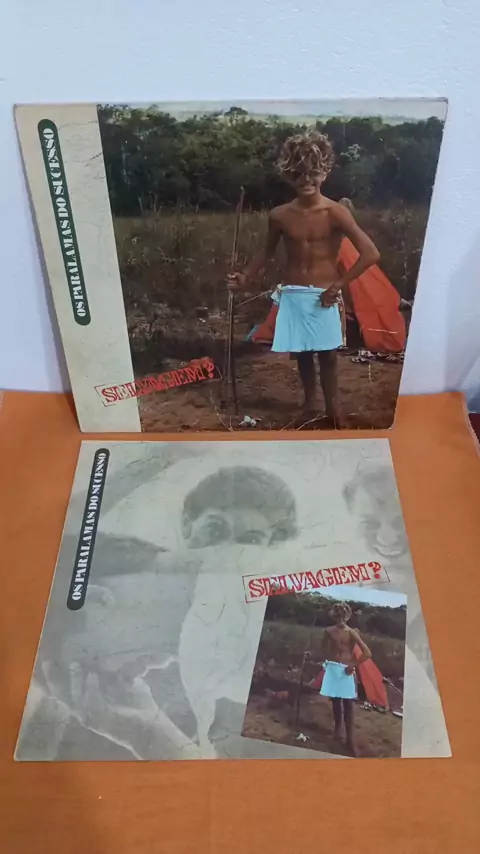 OS PARALAMAS DO SUCESSO
SELVAGEM?
OS PARALAMAS DO SUCESSO
SELVAGEM?